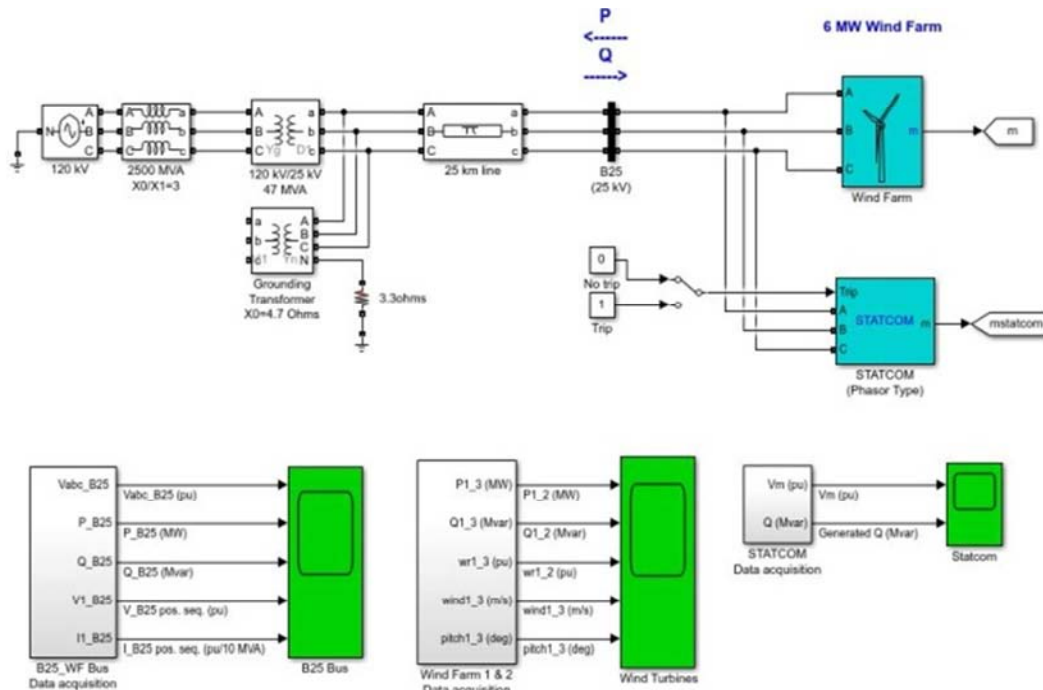 P
<------
Q
------>
6 MW Wind Farm
N
A
B
C
120 kV
A
B
C
a
b
c
2500 MVA
X0/X1=3
A
B
C
a
b
c
Yg
120 kV/25 kV
47 MVA
A
B
C
a
b
c
25 km line
B25
(25 kV)
A
B
C
m
Wind Farm
m
a
b
A
B
C
N
Yn
Grounding
Transformer
X0=4.7 Ohms
3.3ohms
0
No trip
1
Trip
Trip
A
B
C
STATCOM
m
STATCOM
(Phasor Type)
mstatcom
Vabc_B25
P_B25
Q_B25
V1_B25
I1_B25
Vabc_B25 (pu)
P_B25 (MW)
Q_B25 (Mvar)
V_B25 pos. seq. (pu)
I_B25 pos. seq. (pu/10 MVA)
B25_WF Bus
Data acquisition
B25 Bus
P1_3 (MW)
Q1_3 (Mvar)
wr1_3 (pu)
wind1_3 (m/s)
pitch1_3 (deg)
P1_2 (MW)
Q1_2 (Mvar)
wr1_2 (pu)
wind1_3 (m/s)
pitch1_3 (deg)
Wind Farm 1 & 2
Data acquisition
Wind Turbines
Vm (pu)
Q (Mvar)
Vm (pu)
Generated Q (Mvar)
STATCOM
Data acquisition
Statcom